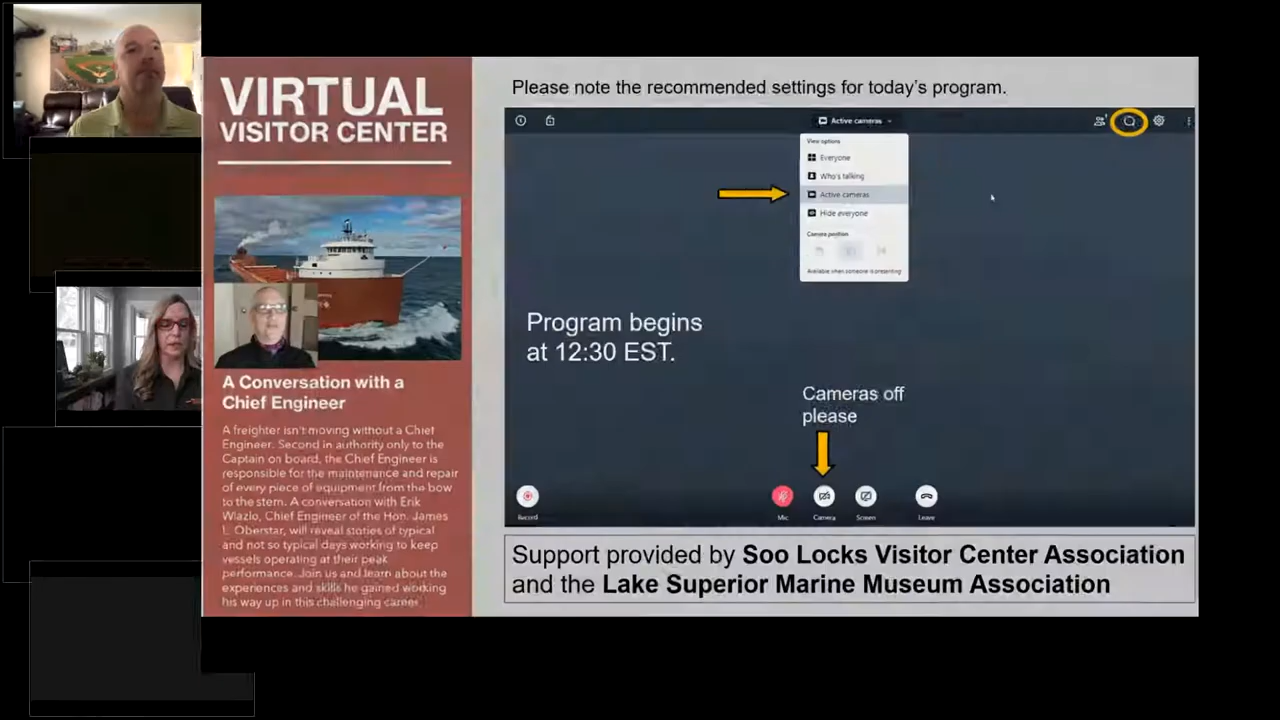 VIRTUAL
VISITOR CENTER
A Conversation with a
Chief Engineer
A freighter isn't moving without a Chief
Engineer. Second in authority only to the
Captain on board, the Chief Engineer is
responsible for the maintenance and repair
of every piece of equipment from the bow
to the stern. A conversation with Erik
Wlazlo, Chief Engineer of the Hon. James
L. Oberstar, will reveal stories of typical
and not so typical days working to keep
vessels operating at their peak
performance. Join us and learn about the
experiences and skills he gained working
his way up in this challenging career.
Please note the recommended settings for today's program.
Active cameras
View options
Everyone
Who's talking
Active cameras
Hide everyone
Camera position
Available when someone is presenting
Program begins
at 12:30 EST.
Cameras off
please
Record
Mic
Camera
Screen
Leave
Support provided by Soo Locks Visitor Center Association
and the Lake Superior Marine Museum Association